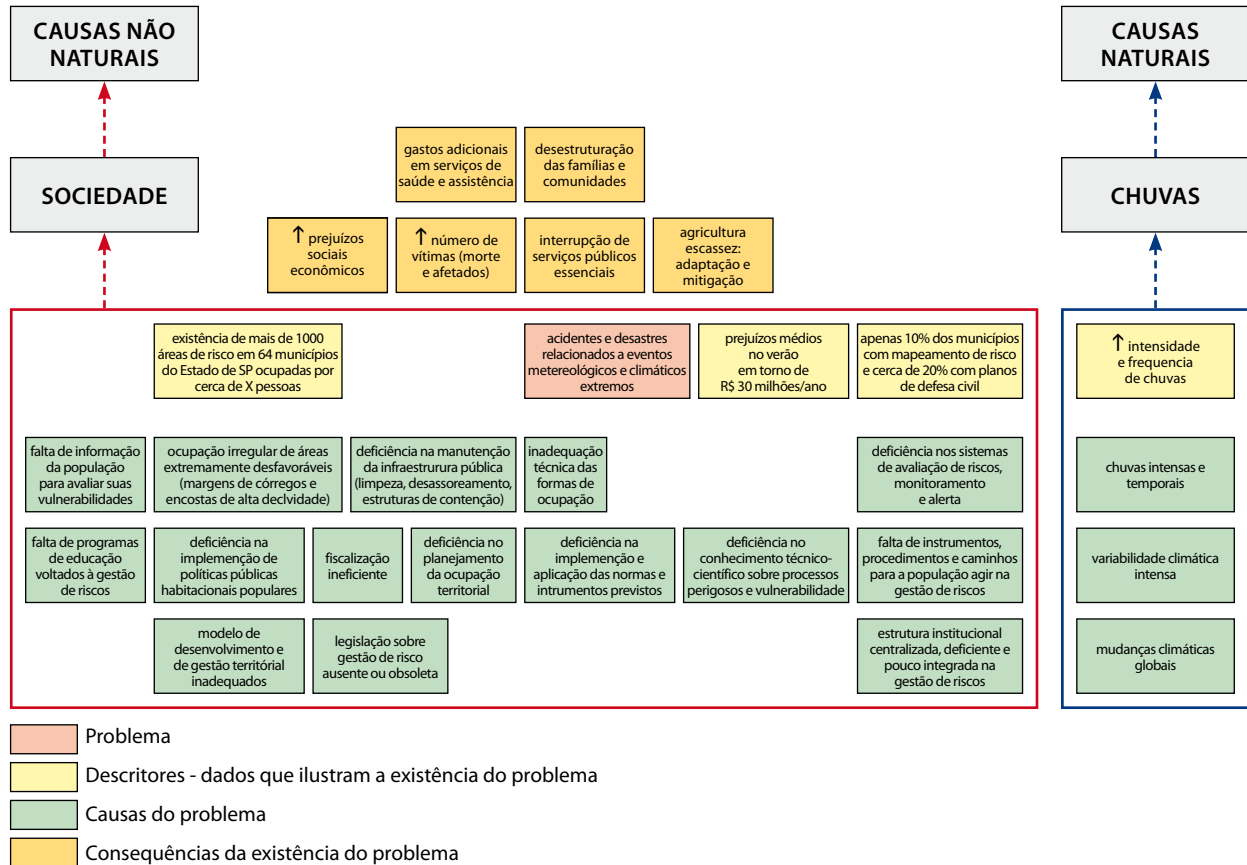 CAUSAS NÃO
NATURAIS
CAUSAS
NATURAIS
SOCIEDADE
CHUVAS
gastos adicionais
em serviços de
saúde e assistência
desestruturação
das famílias e
comunidades
↑ prejuízos
sociais
econômicos
↑ número de
vítimas (morte
e afetados)
interrupção de
serviços públicos
essenciais
agricultura
escassez:
adaptação e
mitigação
existência de mais de 1000
áreas de risco em 64 municípios
do Estado de SP ocupadas por
cerca de X pessoas
acidentes e desastres
relacionados a eventos
metereológicos e climáticos
extremos
prejuízos médios
no verão
em torno de
R$ 30 milhões/ano
apenas 10% dos municípios
com mapeamento de risco
e cerca de 20% com planos
de defesa civil
↑ intensidade
e frequencia
de chuvas
falta de informação
da população
para avaliar suas
vulnerabilidades
ocupação irregular de áreas
extremamente desfavoráveis
(margens de córregos e
encostas de alta declvidade)
deficiência na manutenção
da infraestrurura pública
(limpeza, desassoreamento,
estruturas de contenção)
inadequação
técnica das
formas de
ocupação
deficiência nos sistemas
de avaliação de riscos,
monitoramento
e alerta
chuvas intensas e
temporais
falta de programas
de educação
voltados à gestão
de riscos
deficiência na
implemenção de
políticas públicas
habitacionais populares
fiscalização
ineficiente
deficiência no
planejamento
da ocupação
territorial
deficiência na
implemenção e
aplicação das normas e
intrumentos previstos
deficiência no
conhecimento técnico-
científico sobre processos
perigosos e vulnerabilidade
falta de instrumentos,
procedimentos e caminhos
para a população agir na
gestão de riscos
variabilidade climática
intensa
modelo de
desenvolvimento e
de gestão territórial
inadequados
legislação sobre
gestão de risco
ausente ou obsoleta
estrutura institucional
centralizada, deficiente e
pouco integrada na
gestão de riscos
mudanças climáticas
globais
Problema
Descritores - dados que ilustram a existência do problema
Causas do problema
Consequências da existência do problema